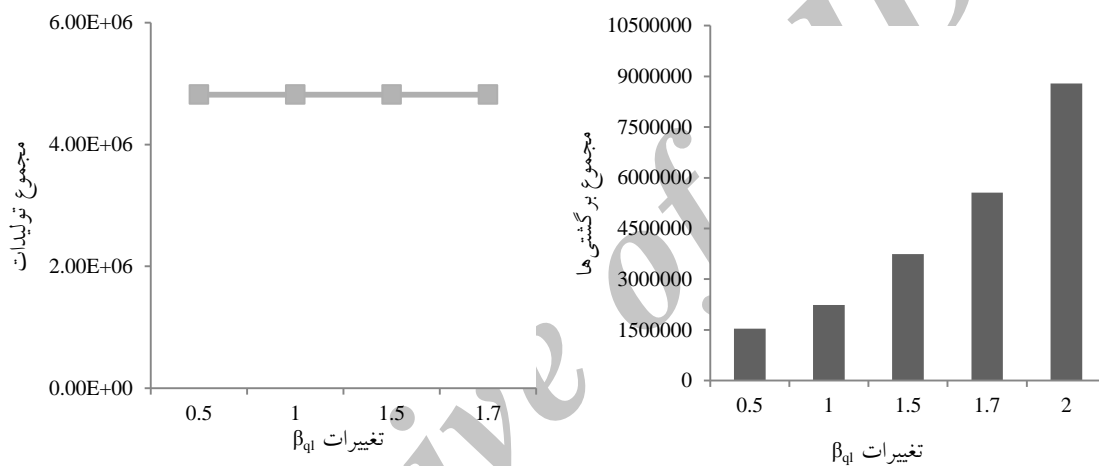 6.00E+06
4.00E+06
2.00E+06
0.00E+00
مجموع تولیدات
0.5 1 1.5 1.7
تغییرات βql
10500000
9000000
7500000
6000000
4500000
3000000
1500000
0
مجموع برگشتی‌ها
0.5 1 1.5 1.7 2
تغییرات βql
ive of